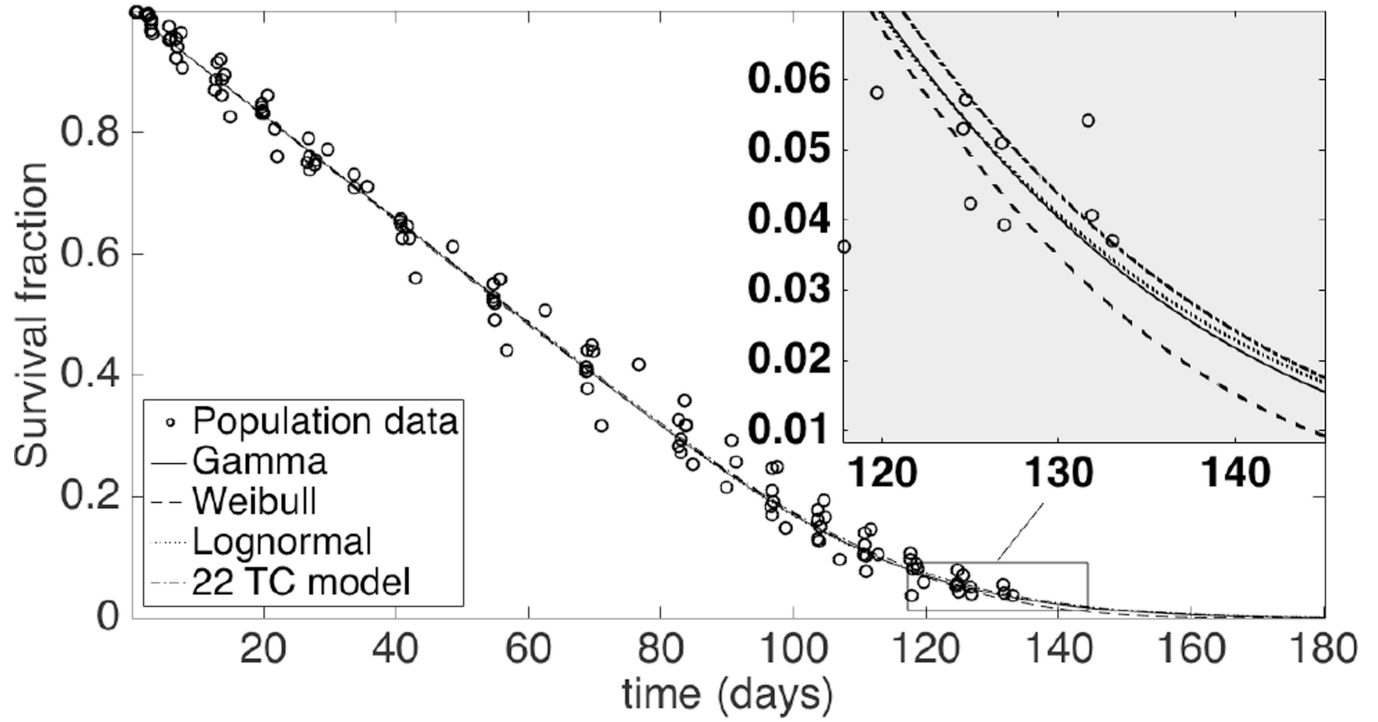 Survival fraction
0.8
0.6
0.4
0.2
0
Population data
Gamma
Weibull
Lognormal
22 TC model
0.06
0.05
0.04
0.03
0.02
0.01
120 130 140
20 40 60 80 100 120 140 160 180
time (days)